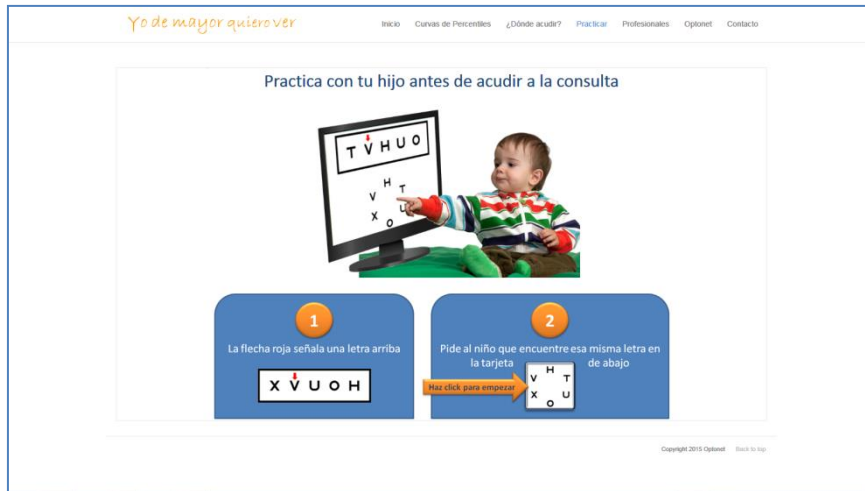 Yo de mayor quiero ver
Inicio Curvas de Percentiles ¿Dónde acudir? Practicar Profesionales Optonet Contacto
Practica con tu hijo antes de acudir a la consulta
T V H U O
H
V T
X U
O
1
La flecha roja señala una letra arriba
X V U O H
2
Pide al niño que encuentre esa misma letra en
la tarjeta de abajo
Haz click para empezar
H
V T
X U
O
Copyright 2015 Optonet Back to top